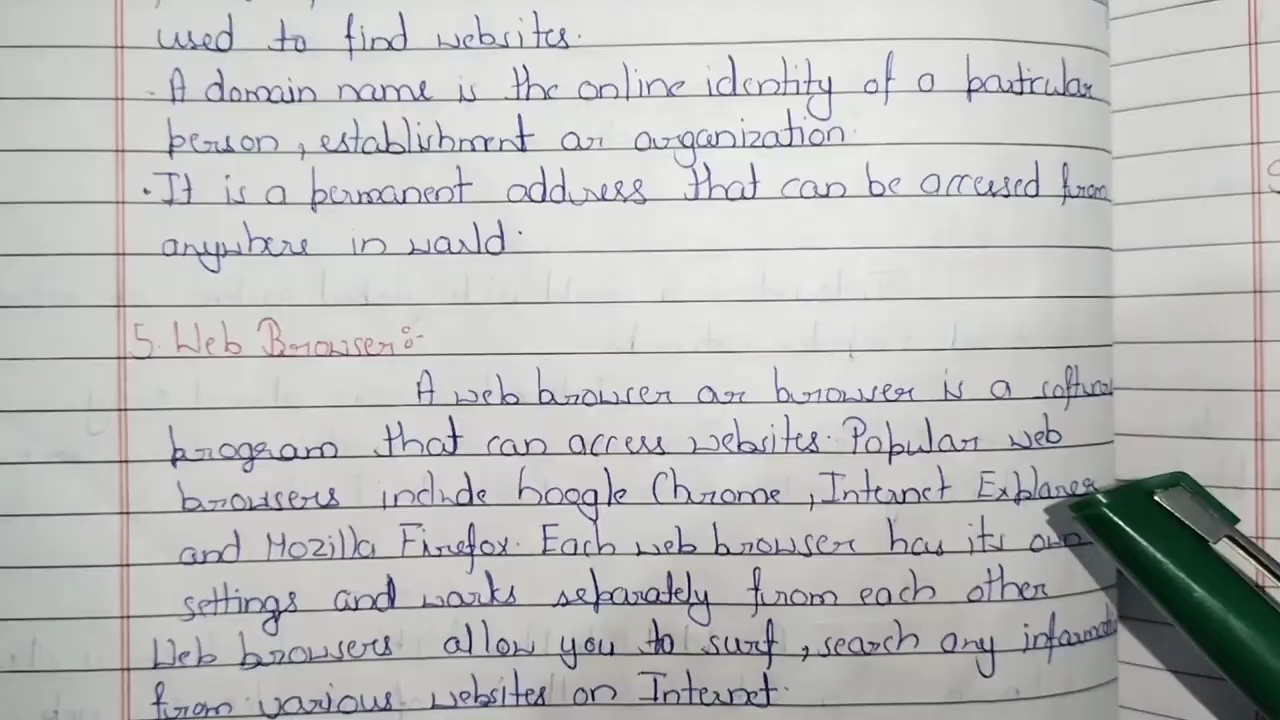 used to find websites.
· A domain name is the online identity of a particular
person, establishment or organization.
· It is a permanent address that can be accused from
anywhere in world.
5. Web Browser:-
A web browser or browser is a software
program that can access websites. Popular web
browsers include Google Chrome, Internet Explorer
and Mozilla Firefox. Each web browser has its own
settings and works separately from each other
Web browsers allow you to surf, search any
from various websites on Internet.